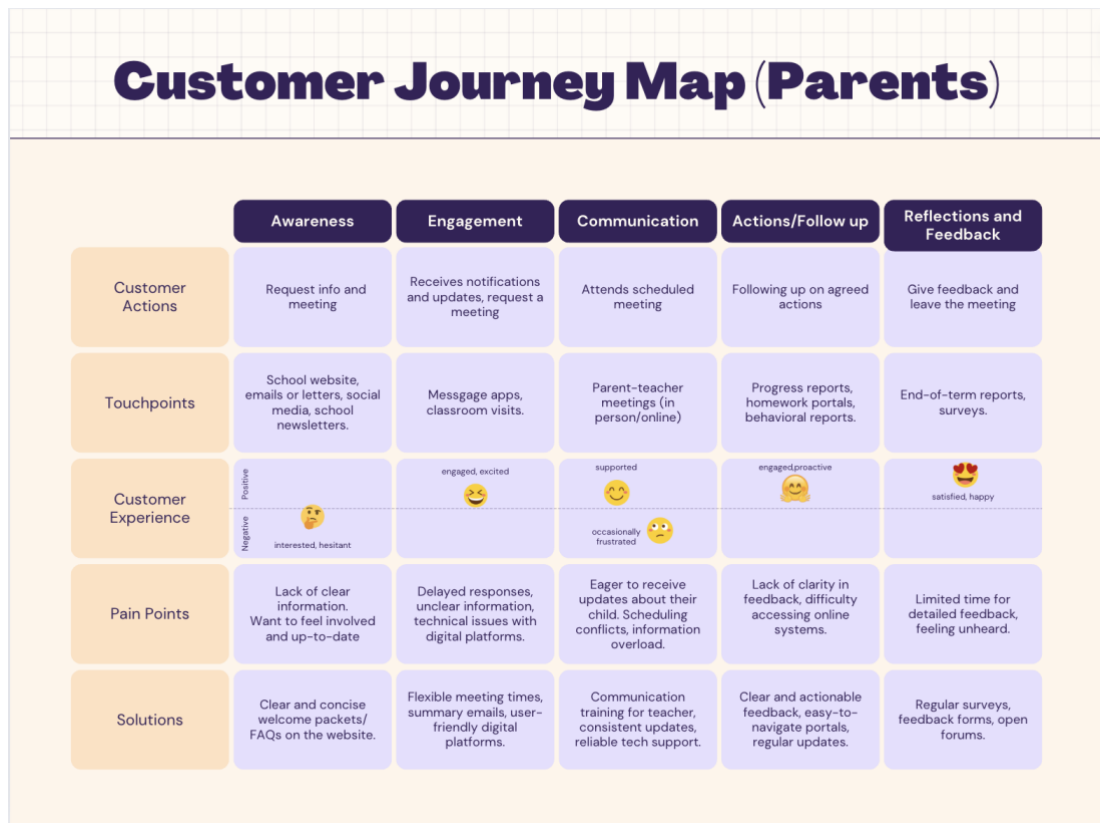 Customer Journey Map (Parents)
Awareness
Engagement
Communication
Actions/Follow up
Reflections and
Feedback
Customer
Actions
Request info and
meeting
Receives notifications
and updates, request a
meeting
Attends scheduled
meeting
Following up on agreed
actions
Give feedback and
leave the meeting
Touchpoints
School website,
emails or letters, social
media, school
newsletters.
Messgage apps,
classroom visits.
Parent-teacher
meetings (in
person/online)
Progress reports,
homework portals,
behavioral reports.
End-of-term reports,
surveys.
Customer
Experience
Positive
Negative
interested, hesitant
engaged, excited
supported
occasionally
frustrated
engaged,proactive
satisfied, happy
Pain Points
Lack of clear
information.
Want to feel involved
and up-to-date
Delayed responses,
unclear information,
technical issues with
digital platforms.
Eager to receive
updates about their
child. Scheduling
conflicts, information
overload.
Lack of clarity in
feedback, difficulty
accessing online
systems.
Limited time for
detailed feedback,
feeling unheard.
Solutions
Clear and concise
welcome packets/
FAQs on the website.
Flexible meeting times,
summary emails, user-
friendly digital
platforms.
Communication
training for teacher,
consistent updates,
reliable tech support.
Clear and actionable
feedback, easy-to-
navigate portals,
regular updates.
Regular surveys,
feedback forms, open
forums.